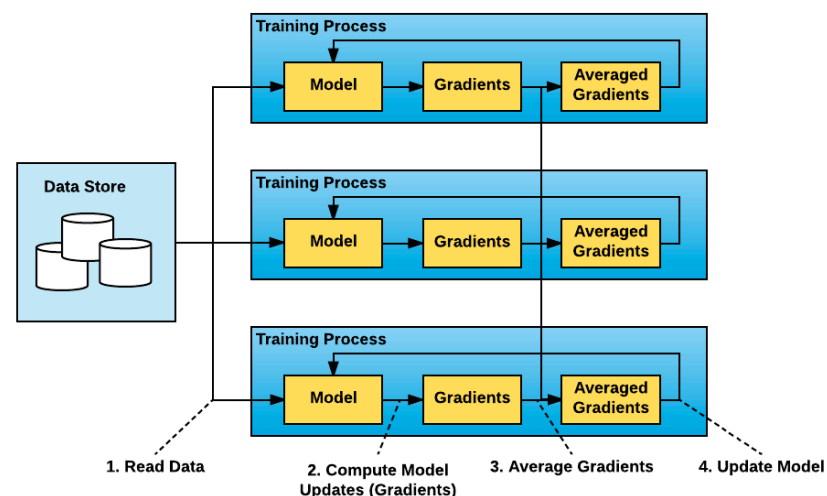 Training Process
Model
Gradients
Averaged
Gradients
Data Store
Training Process
Model
Gradients
Averaged
Gradients
Training Process
Model
Gradients
Averaged
Gradients
1. Read Data
2. Compute Model
Updates (Gradients)
3. Average Gradients
4. Update Model